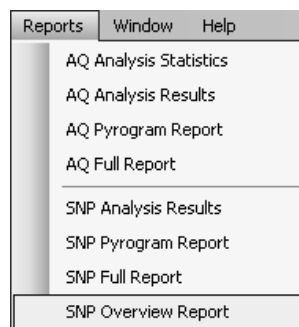 Reports Window Help
AQ Analysis Statistics
AQ Analysis Results
AQ Pyrogram Report
AQ Full Report
SNP Analysis Results
SNP Pyrogram Report
SNP Full Report
SNP Overview Report